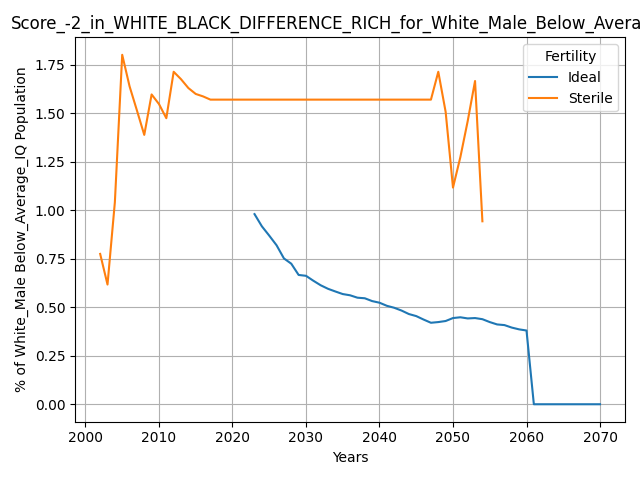 Score_-2_in_WHITE_BLACK_DIFFERENCE_RICH_for_White_Male_Below_Avera
Fertility
Ideal
Sterile
% of White_Male Below_Average_IQ Population
1.75
1.50
1.25
1.00
0.75
0.50
0.25
0.00
2000 2010 2020 2030 2040 2050 2060 2070
Years